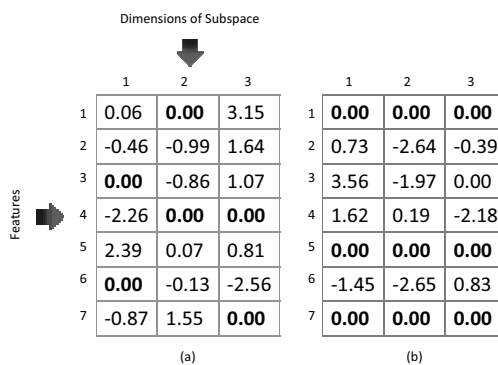 Dimensions of Subspace
1 2 3 1 2 3
1 0.06 0.00 3.15 1 0.00 0.00 0.00
2 -0.46 -0.99 1.64 2 0.73 -2.64 -0.39
3 0.00 -0.86 1.07 3 3.56 -1.97 0.00
Features 4 -2.26 0.00 0.00 4 1.62 0.19 -2.18
5 2.39 0.07 0.81 5 0.00 0.00 0.00
6 0.00 -0.13 -2.56 6 -1.45 -2.65 0.83
7 -0.87 1.55 0.00 7 0.00 0.00 0.00
(a) (b)